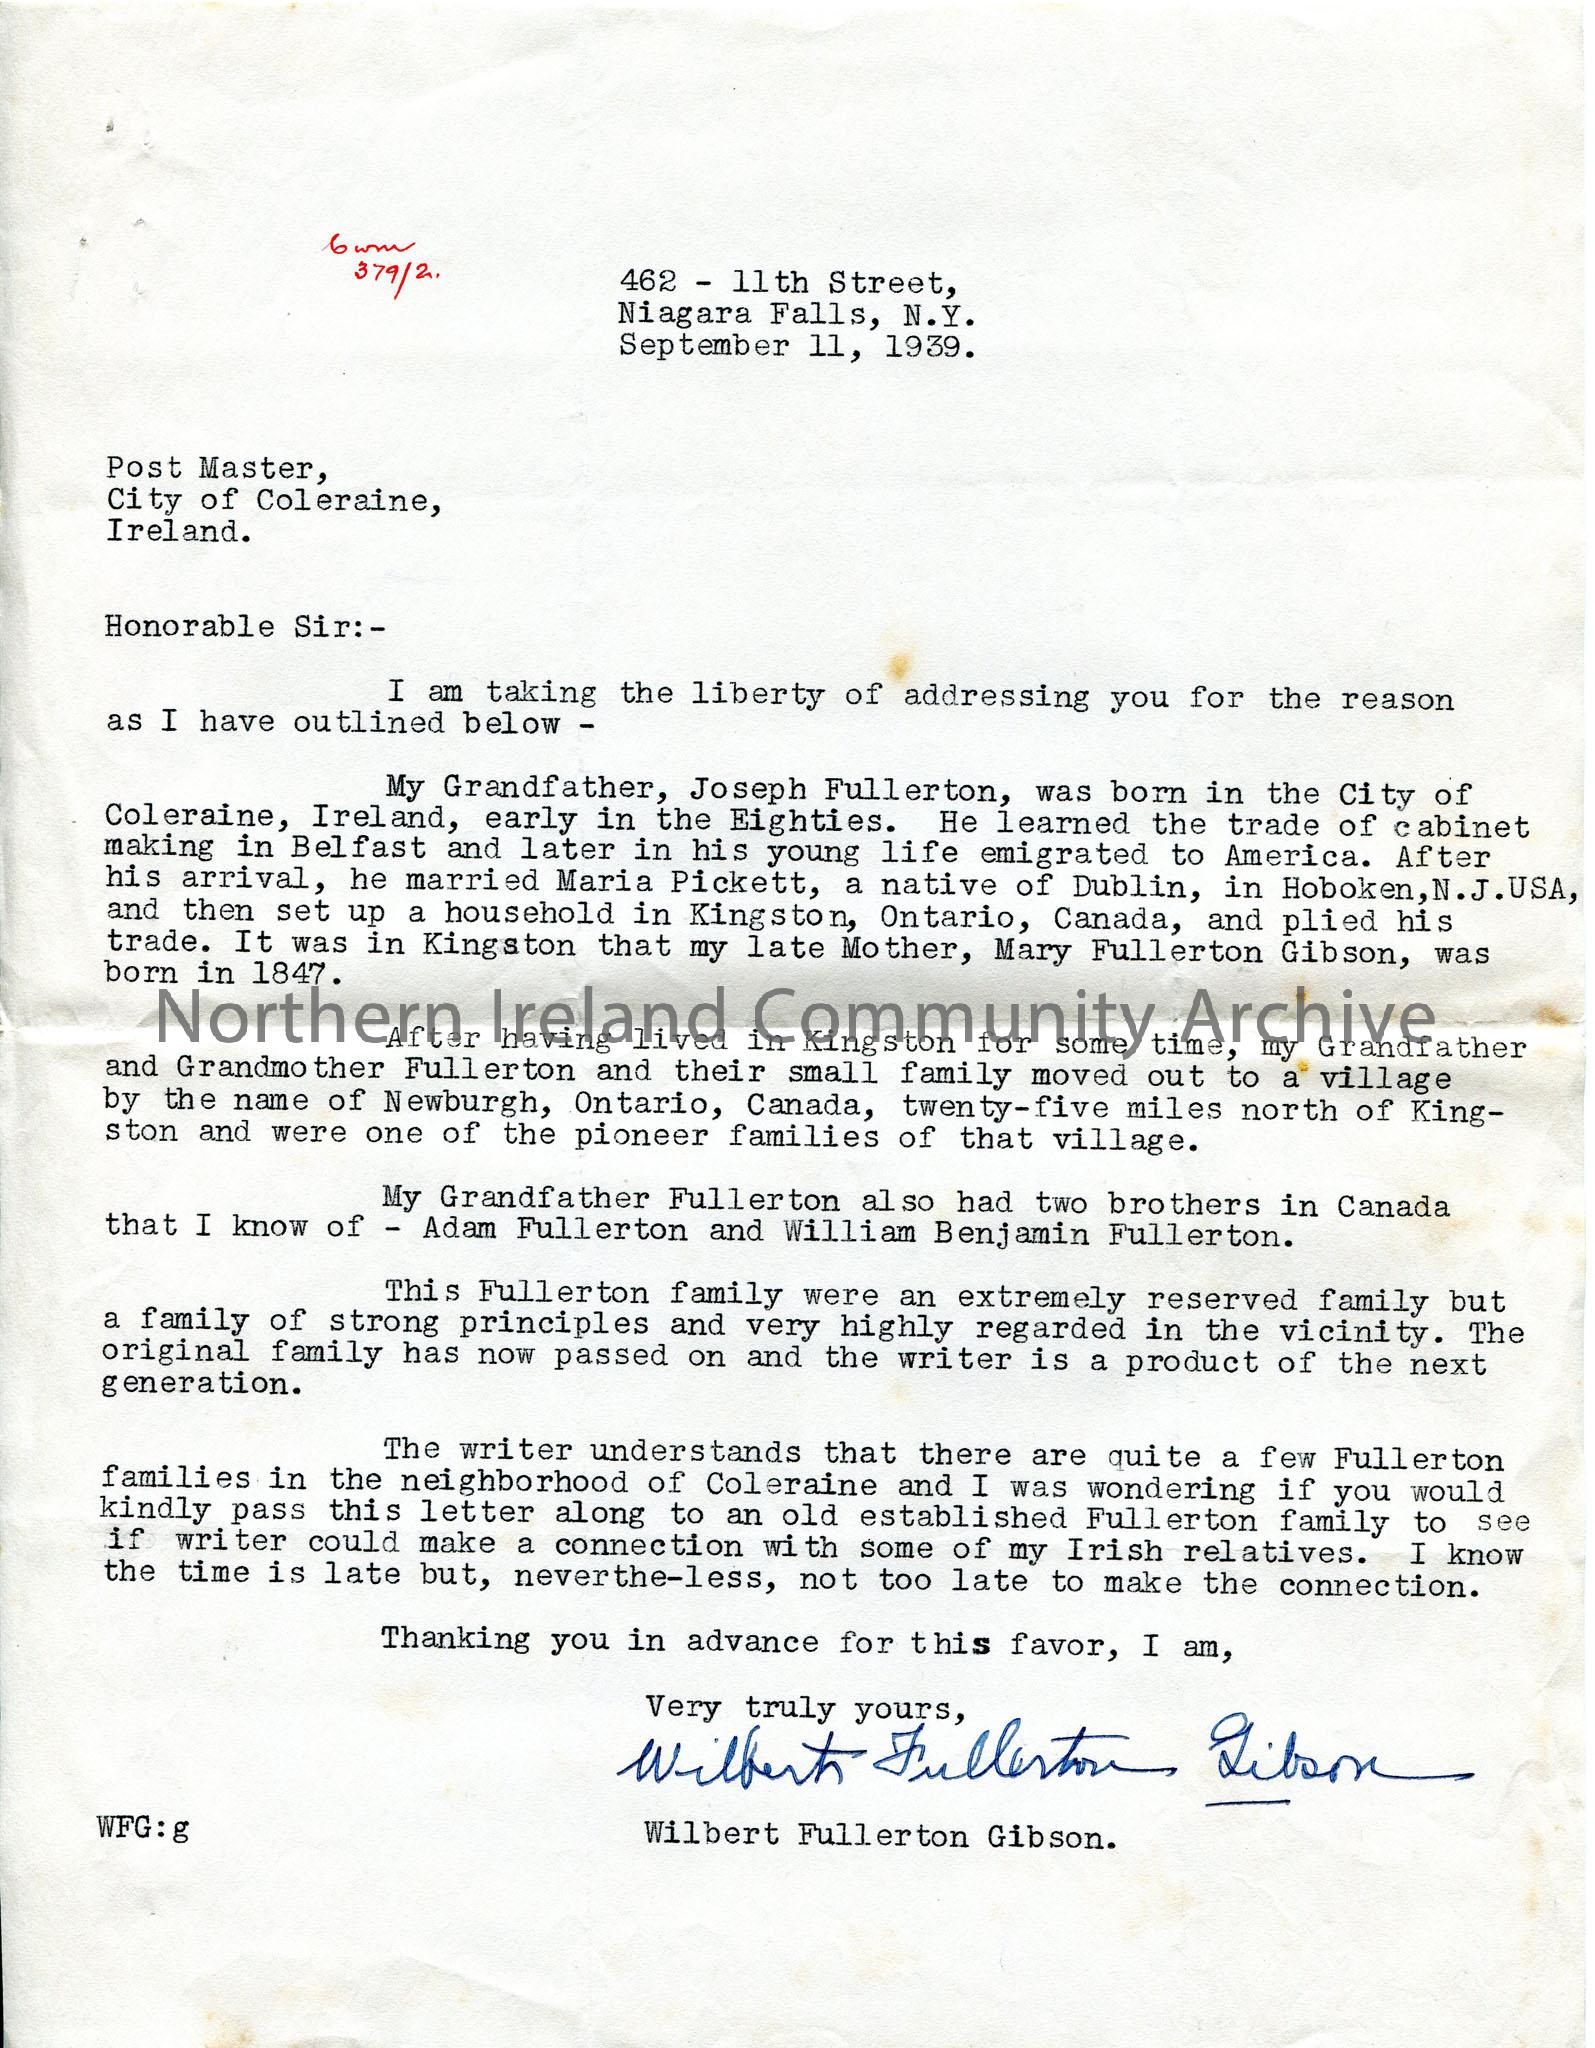 379/2.
462 - 11th Street,
Niagara Falls, N.Y.
September 11, 1939.
Post Master,
City of Coleraine,
Ireland.
Honorable Sir:-
I am taking the liberty of addressing you for the reason
as I have outlined below -
My Grandfather, Joseph Fullerton, was born in the City of
Coleraine, Ireland, early in the Eighties. He learned the trade of cabinet
making in Belfast and later in his young life emigrated to America. After
his arrival, he married Maria Pickett, a native of Dublin, in Hoboken,N.J.USA,
and then set up a household in Kingston, Ontario, Canada, and plied his
trade. It was in Kingston that my late Mother, Mary Fullerton Gibson, was
born in 1847.
Northern Ireland Community Archive
After having lived in Kingston for some time, my Grandfather
and Grandmother Fullerton and their small family moved out to a village
by the name of Newburgh, Ontario, Canada, twenty-five miles north of King-
ston and were one of the pioneer families of that village.
My Grandfather Fullerton also had two brothers in Canada
that I know of - Adam Fullerton and William Benjamin Fullerton.
This Fullerton family were an extremely reserved family but
a family of strong principles and very highly regarded in the vicinity. The
original family has now passed on and the writer is a product of the next
generation.
The writer understands that there are quite a few Fullerton
families in the neighborhood of Coleraine and I was wondering if you would
kindly pass this letter along to an old established Fullerton family to see
if writer could make a connection with some of my Irish relatives. I know
the time is late but, neverthe-less, not too late to make the connection.
Thanking you in advance for this favor, I am,
Very truly yours,
Wilbert Fullerton Gibson
WFG:g
Wilbert Fullerton Gibson.